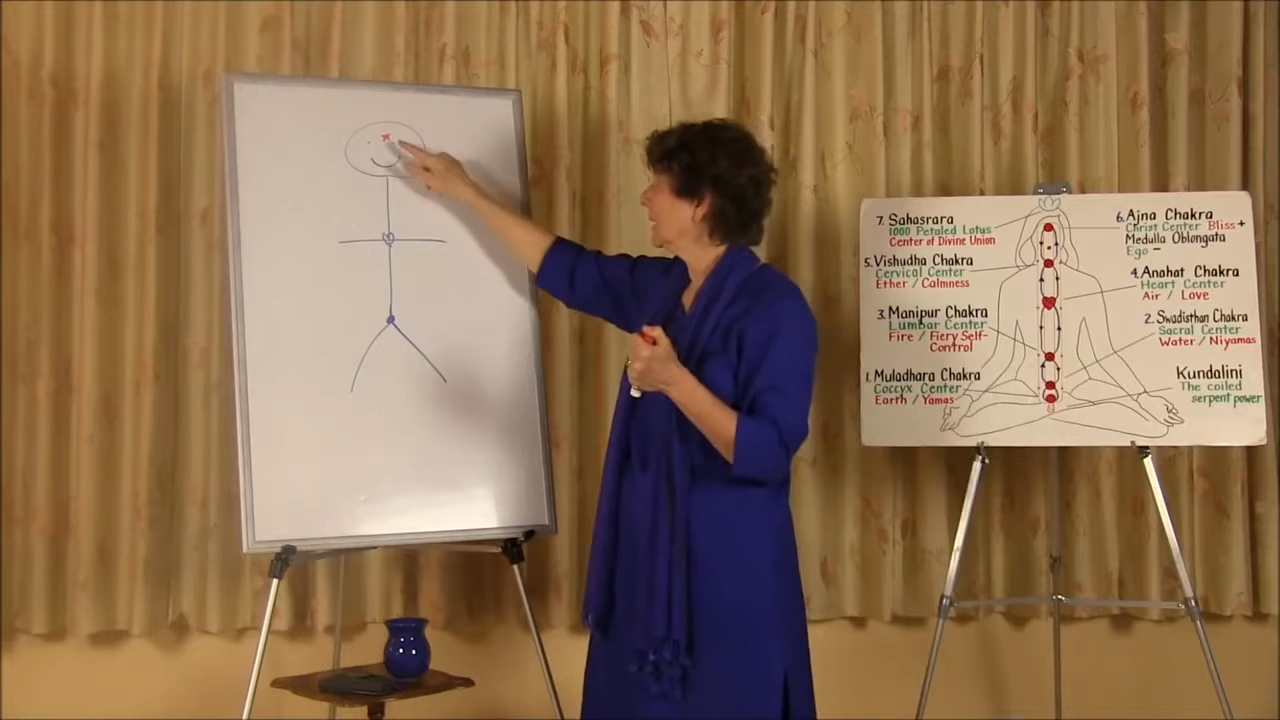 7. Sahasrara
1000 Petaled Lotus
Center of Divine Union
6. Ajna Chakra
Christ Center Bliss +
Medulla Oblongata
Ego -
5. Vishudha Chakra
Cervical Center
Ether / Calmness
4. Anahat Chakra
Heart Center
Air / Love
3. Manipur Chakra
Lumbar Center
Fire / Fiery Self-
Control
2. Swadisthan Chakra
Sacral Center
Water / Niyamas
1. Muladhara Chakra
Coccyx Center
Earth / Yamas
Kundalini
The coiled
serpent power